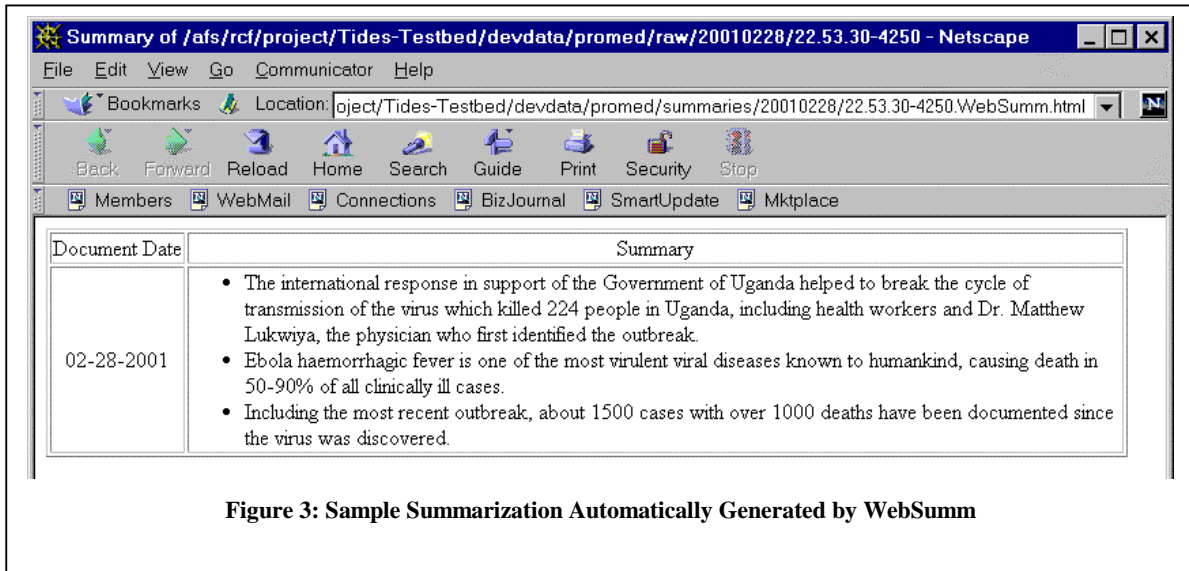 Summary of /afs/rcf/project/Tides-Testbed/devdata/promed/raw/20010228/22.53.30-4250 - Netscape
File Edit View Go Communicator Help
Bookmarks Location: oject/Tides-Testbed/devdata/promed/summaries/20010228/22.53.30-4250.WebSumm.html N
Back Forward Reload Home Search Guide Print Security Stop
Members WebMail Connections BizJournal SmartUpdate Mktplace
Document Date Summary
02-28-2001
• The international response in support of the Government of Uganda helped to break the cycle of
transmission of the virus which killed 224 people in Uganda, including health workers and Dr. Matthew
Lukwiya, the physician who first identified the outbreak.
• Ebola haemorrhagic fever is one of the most virulent viral diseases known to humankind, causing death in
50-90% of all clinically ill cases.
• Including the most recent outbreak, about 1500 cases with over 1000 deaths have been documented since
the virus was discovered.
Figure 3: Sample Summarization Automatically Generated by WebSumm